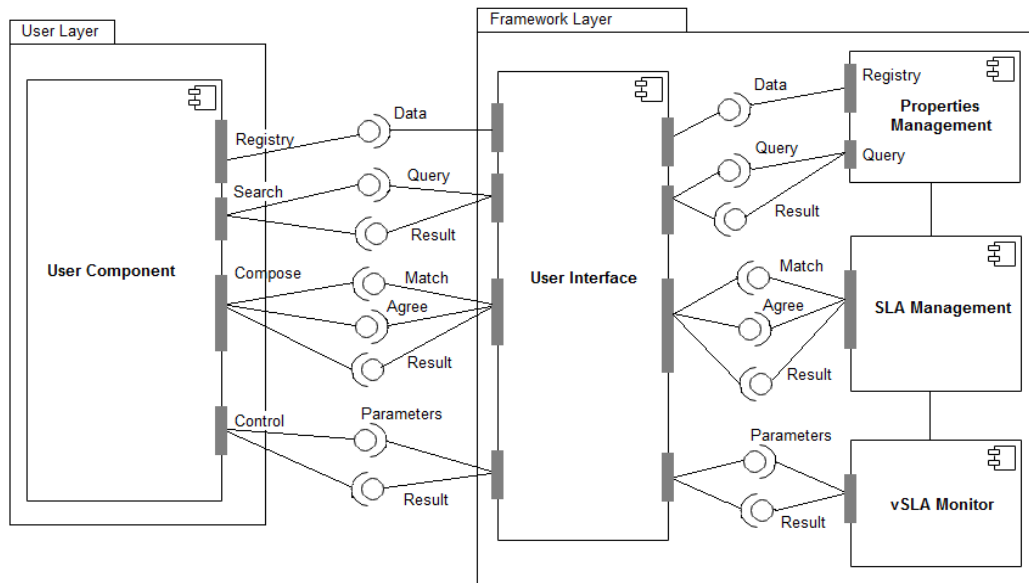 User Layer
Framework Layer
User Component
Registry
Search
Compose
Control
Data
Query
Result
Match
Agree
Result
Parameters
Result
User Interface
Data
Query
Result
Match
Agree
Result
Parameters
Result
Registry
Properties
Management
Query
SLA Management
vSLA Monitor